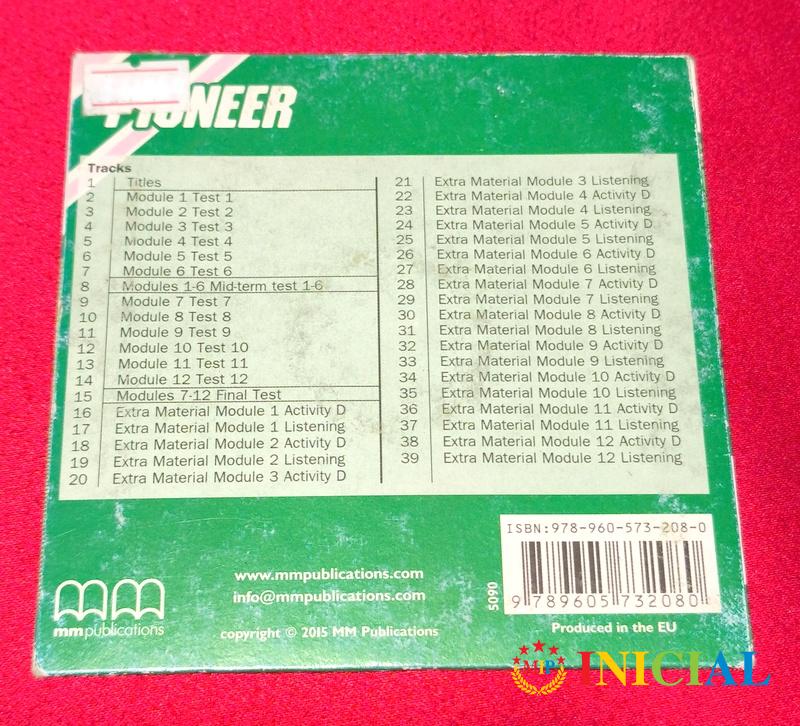 PIONEER
Tracks
1 Titles
2 Module 1 Test 1
3 Module 2 Test 2
4 Module 3 Test 3
5 Module 4 Test 4
6 Module 5 Test 5
7 Module 6 Test 6
8 Modules 1-6 Mid-term test 1-6
9 Module 7 Test 7
10 Module 8 Test 8
11 Module 9 Test 9
12 Module 10 Test 10
13 Module 11 Test 11
14 Module 12 Test 12
15 Modules 7-12 Final Test
16 Extra Material Module 1 Activity D
17 Extra Material Module 1 Listening
18 Extra Material Module 2 Activity D
19 Extra Material Module 2 Listening
20 Extra Material Module 3 Activity D
21 Extra Material Module 3 Listening
22 Extra Material Module 4 Activity D
23 Extra Material Module 4 Listening
24 Extra Material Module 5 Activity D
25 Extra Material Module 5 Listening
26 Extra Material Module 6 Activity D
27 Extra Material Module 6 Listening
28 Extra Material Module 7 Activity D
29 Extra Material Module 7 Listening
30 Extra Material Module 8 Activity D
31 Extra Material Module 8 Listening
32 Extra Material Module 9 Activity D
33 Extra Material Module 9 Listening
34 Extra Material Module 10 Activity D
35 Extra Material Module 10 Listening
36 Extra Material Module 11 Activity D
37 Extra Material Module 11 Listening
38 Extra Material Module 12 Activity D
39 Extra Material Module 12 Listening
mm publications
www.mmpublications.com
info@mmpublications.com
copyright © 2015 MM Publications
5090
ISBN:978-960-573-208-0
9 789605 732080
Produced in the EU
MP INICIAL